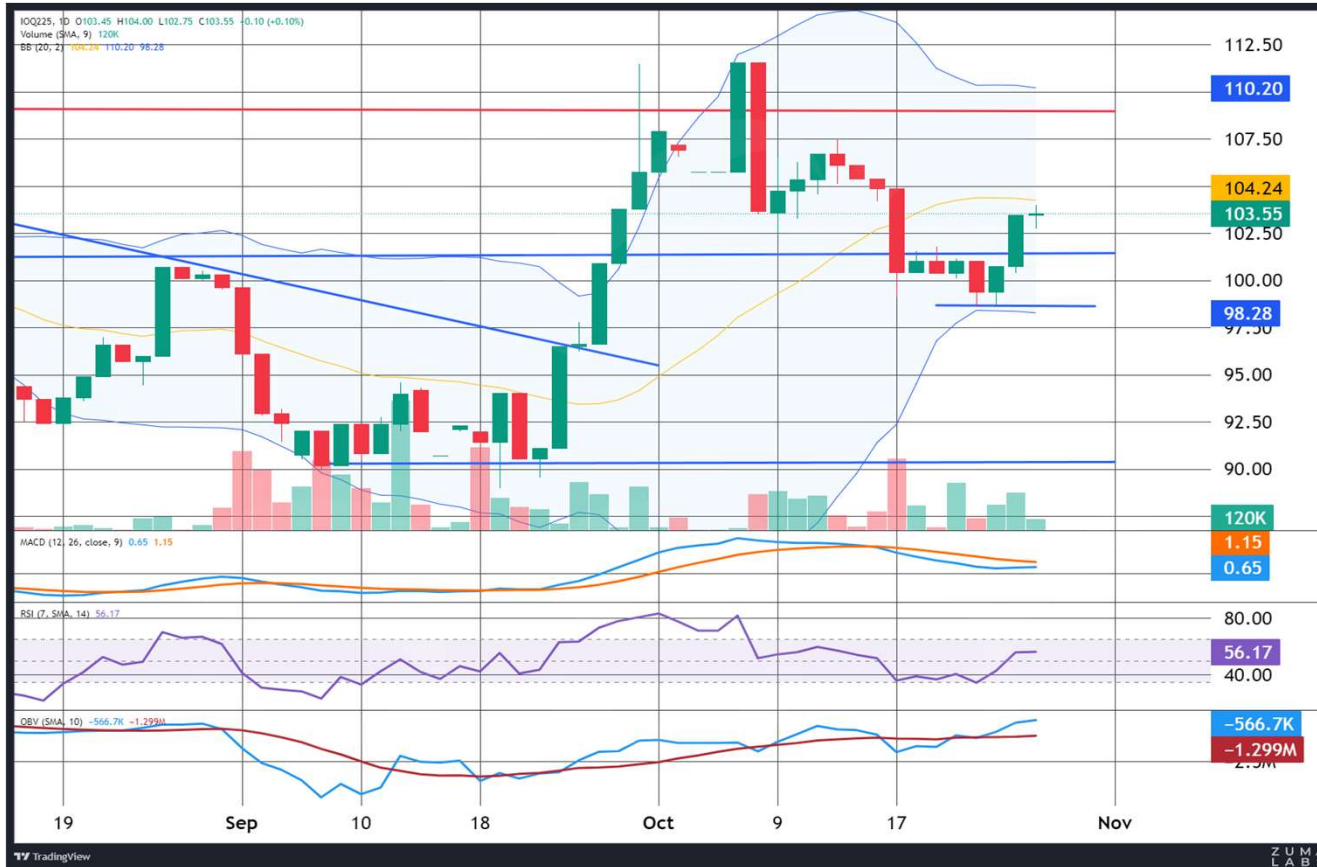 IOQ225, 1D O103.45 H104.00 L102.75 C103.55 +0.10 (+0.10%)
Volume (SMA, 9) 120K
BB (20, 2) 104.24 110.20 98.28
112.50
110.20
107.50
104.24
103.55
102.50
100.00
98.28
97.50
95.00
92.50
90.00
120K
MACD (12, 26, close, 9) 0.65 1.15
1.15
0.65
RSI (7, SMA, 14) 56.17
80.00
56.17
40.00
OBV (SMA, 10) −566.7K −1.299M
−566.7K
−1.299M
19 Sep 10 18 Oct 9 17 Nov
TradingView